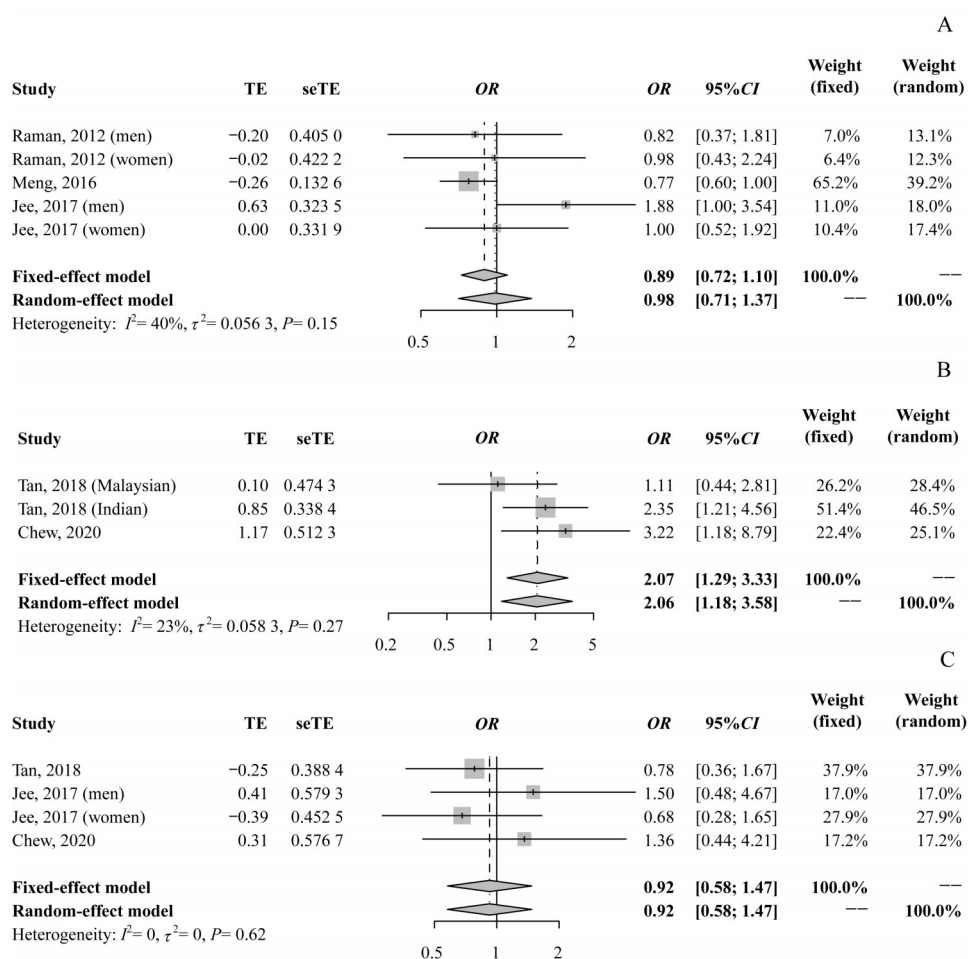 A
Study TE seTE OR OR 95%CI Weight (fixed) Weight (random)
Raman, 2012 (men) −0.20 0.405 0 0.82 [0.37; 1.81] 7.0% 13.1%
Raman, 2012 (women) −0.02 0.422 2 0.98 [0.43; 2.24] 6.4% 12.3%
Meng, 2016 −0.26 0.132 6 0.77 [0.60; 1.00] 65.2% 39.2%
Jee, 2017 (men) 0.63 0.323 5 1.88 [1.00; 3.54] 11.0% 18.0%
Jee, 2017 (women) 0.00 0.331 9 1.00 [0.52; 1.92] 10.4% 17.4%
Fixed-effect model 0.89 [0.72; 1.10] 100.0% ––
Random-effect model 0.98 [0.71; 1.37] –– 100.0%
Heterogeneity: I²= 40%, τ²= 0.056 3, P= 0.15
0.5 1 2
B
Study TE seTE OR OR 95%CI Weight (fixed) Weight (random)
Tan, 2018 (Malaysian) 0.10 0.474 3 1.11 [0.44; 2.81] 26.2% 28.4%
Tan, 2018 (Indian) 0.85 0.338 4 2.35 [1.21; 4.56] 51.4% 46.5%
Chew, 2020 1.17 0.512 3 3.22 [1.18; 8.79] 22.4% 25.1%
Fixed-effect model 2.07 [1.29; 3.33] 100.0% ––
Random-effect model 2.06 [1.18; 3.58] –– 100.0%
Heterogeneity: I²= 23%, τ²= 0.058 3, P= 0.27
0.2 1 2 5
C
Study TE seTE OR OR 95%CI Weight (fixed) Weight (random)
Tan, 2018 −0.25 0.388 4 0.78 [0.36; 1.67] 37.9% 37.9%
Jee, 2017 (men) 0.41 0.579 3 1.50 [0.48; 4.67] 17.0% 17.0%
Jee, 2017 (women) −0.39 0.452 5 0.68 [0.28; 1.65] 27.9% 27.9%
Chew, 2020 0.31 0.576 7 1.36 [0.44; 4.21] 17.2% 17.2%
Fixed-effect model 0.92 [0.58; 1.47] 100.0% ––
Random-effect model 0.92 [0.58; 1.47] –– 100.0%
Heterogeneity: I²= 0, τ²= 0, P= 0.62
0.5 1 2